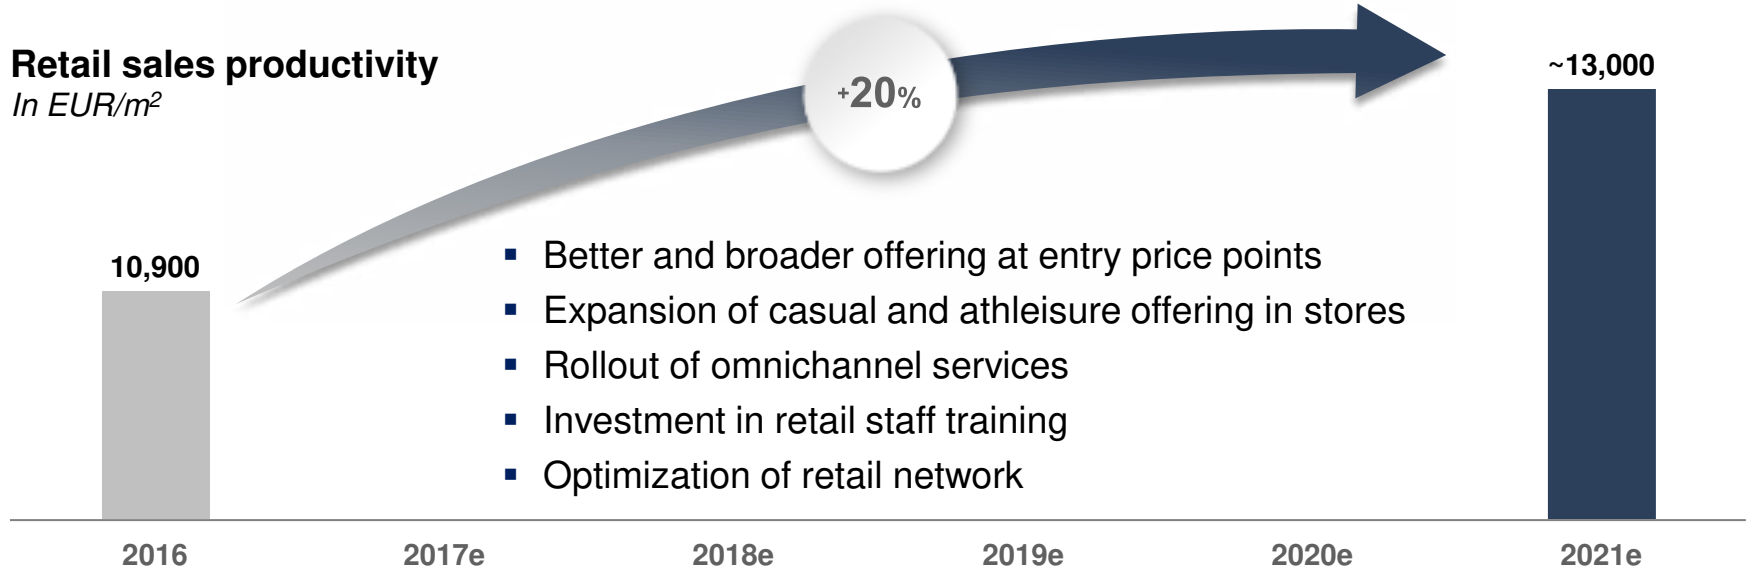 Retail sales productivity
In EUR/m²
+20%
~13,000
10,900
▪ Better and broader offering at entry price points
▪ Expansion of casual and athleisure offering in stores
▪ Rollout of omnichannel services
▪ Investment in retail staff training
▪ Optimization of retail network
2016 2017e 2018e 2019e 2020e 2021e